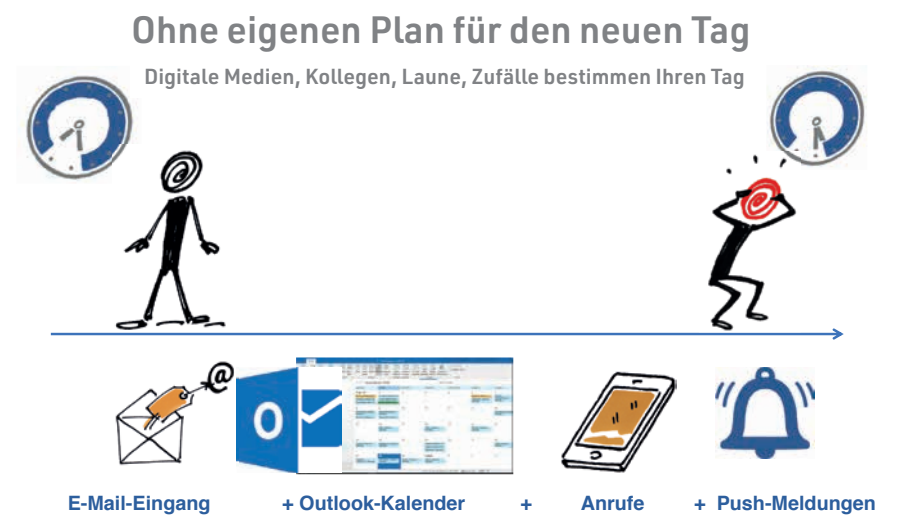 Ohne eigenen Plan für den neuen Tag
Digitale Medien, Kollegen, Laune, Zufälle bestimmen Ihren Tag
@
O
E-Mail-Eingang + Outlook-Kalender + Anrufe + Push-Meldungen